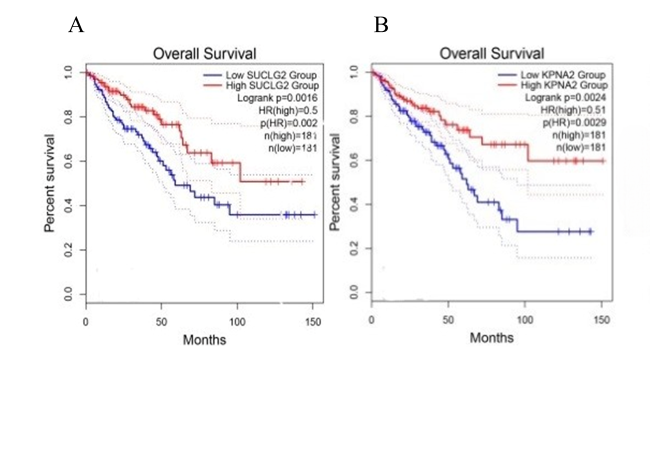 A
B
Overall Survival
Low SUCLG2 Group
High SUCLG2 Group
Logrank p=0.0016
HR(high)=0.5
p(HR)=0.002
n(high)=181
n(low)=181
Percent survival
1.0
0.8
0.6
0.4
0.2
0.0
0
50
100
150
Months
Overall Survival
Low KPNA2 Group
High KPNA2 Group
Logrank p=0.0024
HR(high)=0.51
p(HR)=0.0029
n(high)=181
n(low)=181
Percent survival
1.0
0.8
0.6
0.4
0.2
0.0
0
50
100
150
Months